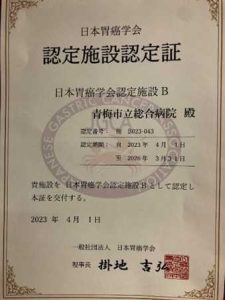 日本胃癌学会
認定施設認定証
日本胃癌学会認定施設B
青梅市立総合病院 殿
認定番号：第 2023-043
認定期間：自 2023年 4月 1日
至 2026年 3月31日
貴施設を 日本胃癌学会認定施設B として認定し
本証を交付する。
2023年 4月 1日
一般社団法人 日本胃癌学会
理事長 掛地 吉弘
JAPANESE GASTRIC CANCER ASSOCIATION